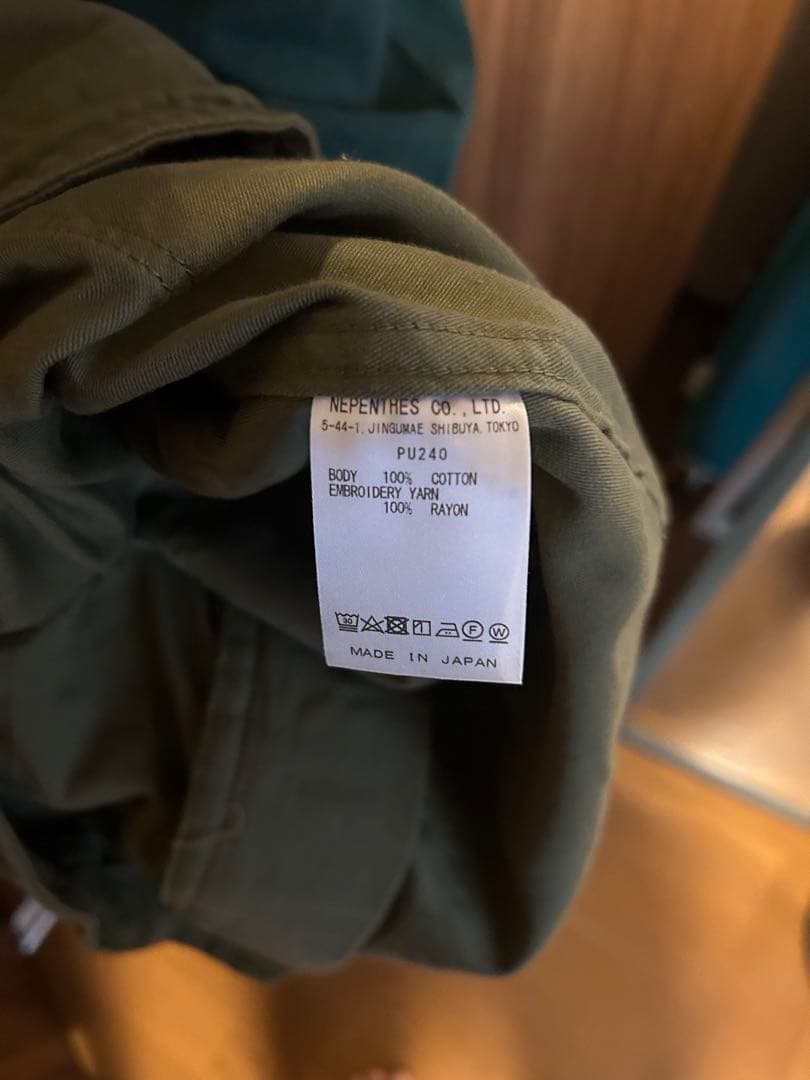 NEPENTHES CO.,LTD.
5-44-1, JINGUMAE SHIBUYA. TOKYO
PU240
BODY 100% COTTON
EMBROIDERY YARN
100% RAYON
30 F W
MADE IN JAPAN